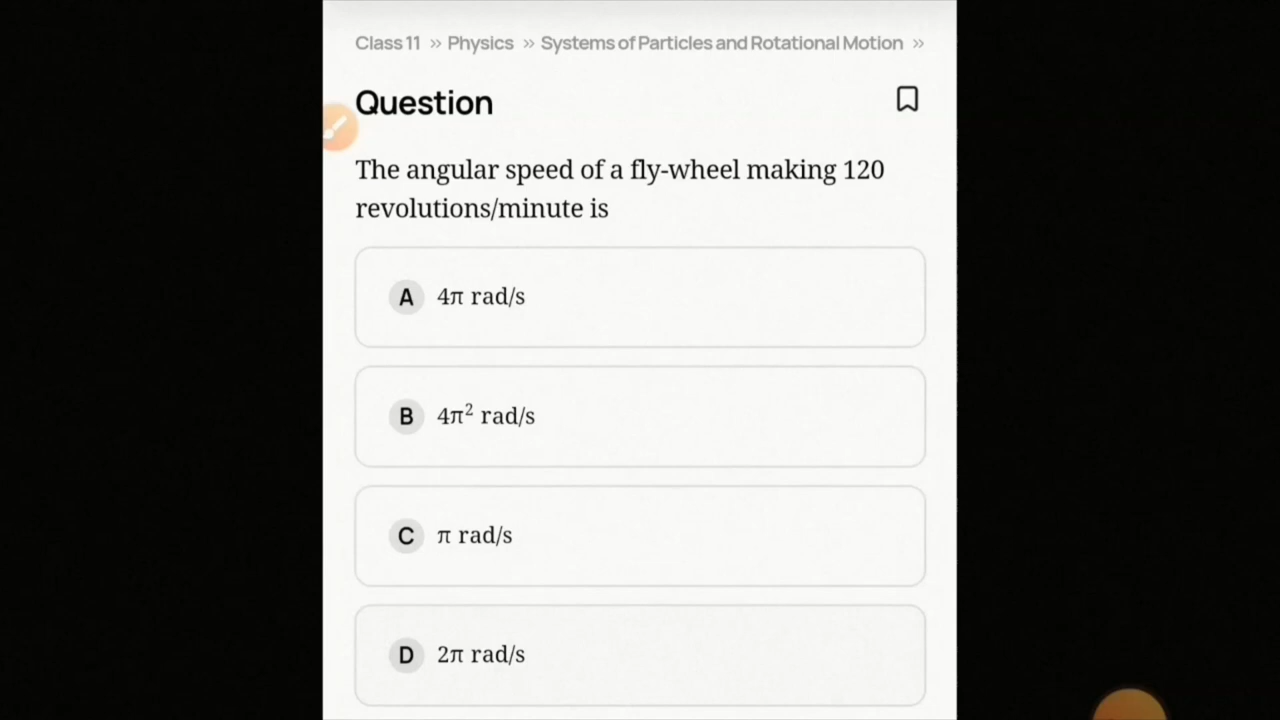 Class 11 » Physics » Systems of Particles and Rotational Motion »
Question
The angular speed of a fly-wheel making 120
revolutions/minute is
A 4π rad/s
B 4π² rad/s
C π rad/s
D 2π rad/s